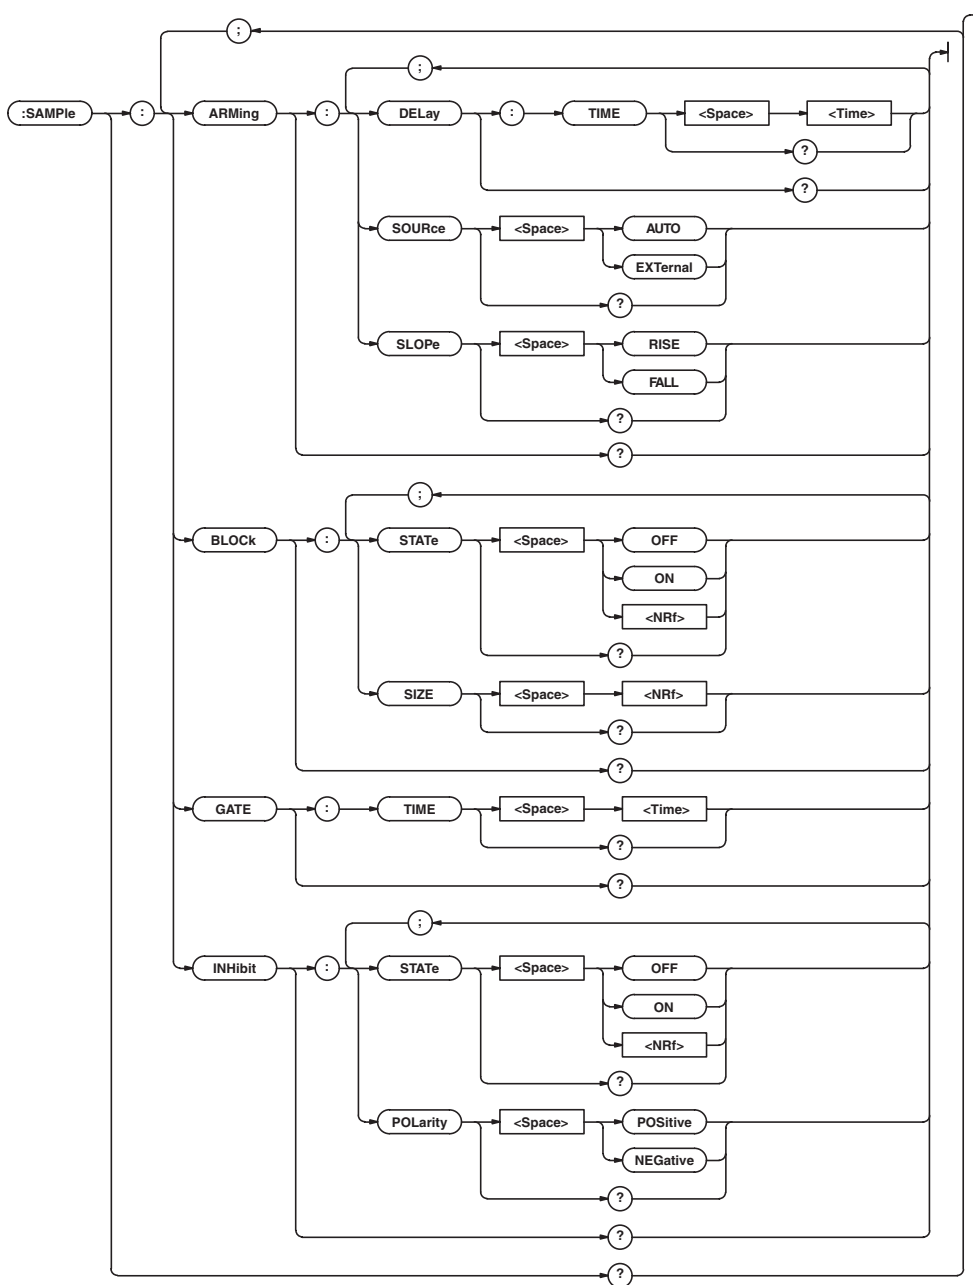 ;
;
:SAMPle : ARMing : DELay : TIME <Space> <Time>
?
?
SOURce <Space> AUTO
EXTernal
?
SLOPe <Space> RISE
FALL
?
?
;
BLOCk : STATe <Space> OFF
ON
<NRf>
?
SIZE <Space> <NRf>
?
?
GATE : TIME <Space> <Time>
?
?
;
INHibit : STATe <Space> OFF
ON
<NRf>
?
POLarity <Space> POSitive
NEGative
?
?
?